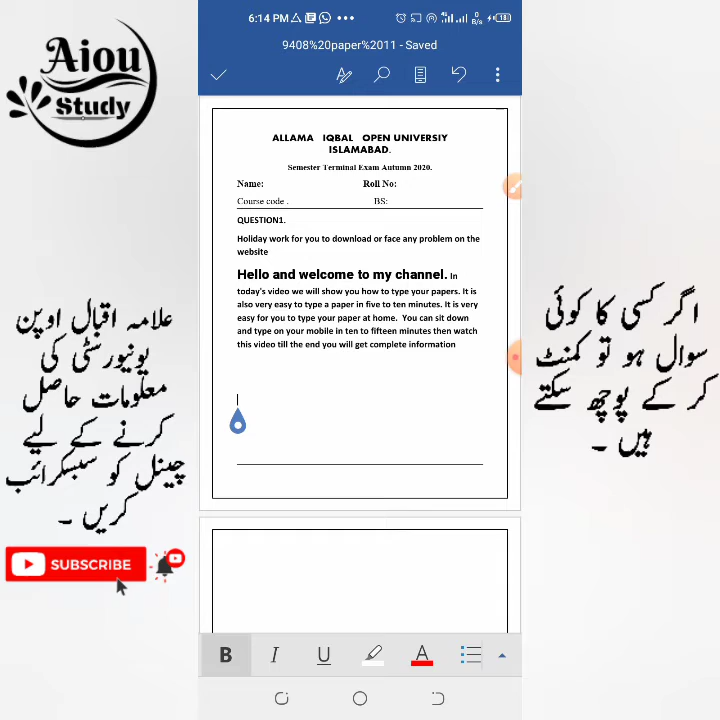 Aiou
Study
علامہ اقبال اوپن
یونیورسٹی کی
معلومات حاصل
کرنے کے لیے
چینل کو سبسکرائب
کریں ۔
SUBSCRIBE
6:14 PM
4G
0
B/s
18
9408%20paper%2011 - Saved
ALLAMA IQBAL OPEN UNIVERSIY
ISLAMABAD.
Semester Terminal Exam Autumn 2020.
Name: Roll No:
Course code . BS:
QUESTION1.
Holiday work for you to download or face any problem on the
website
Hello and welcome to my channel. In
today's video we will show you how to type your papers. It is
also very easy to type a paper in five to ten minutes. It is very
easy for you to type your paper at home. You can sit down
and type on your mobile in ten to fifteen minutes then watch
this video till the end you will get complete information
B I U A
اگر کسی کا کوئی
سوال ہو تو کمنٹ
کر کے پوچھ سکتے
ہیں ۔